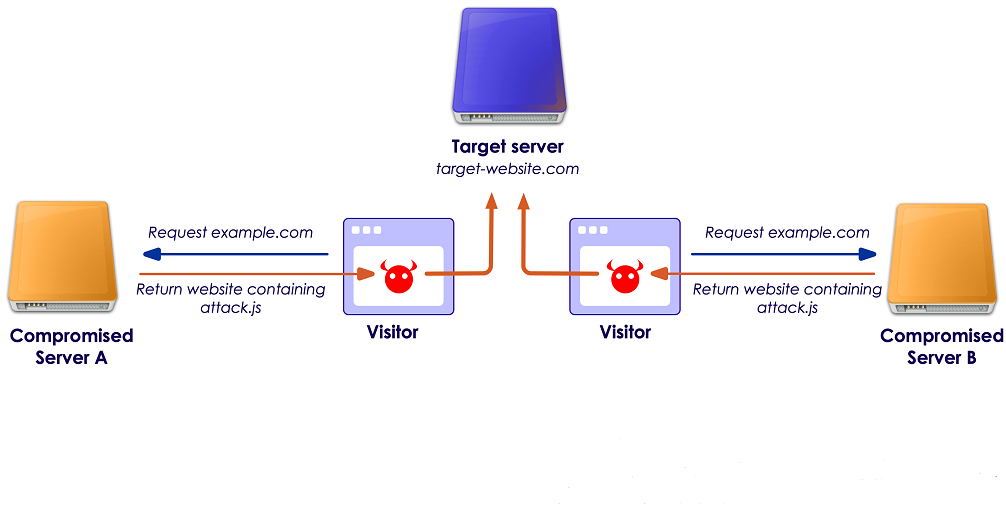 Target server
target-website.com
Request example.com
Return website containing
attack.js
Compromised
Server A
Visitor
Visitor
Request example.com
Return website containing
attack.js
Compromised
Server B